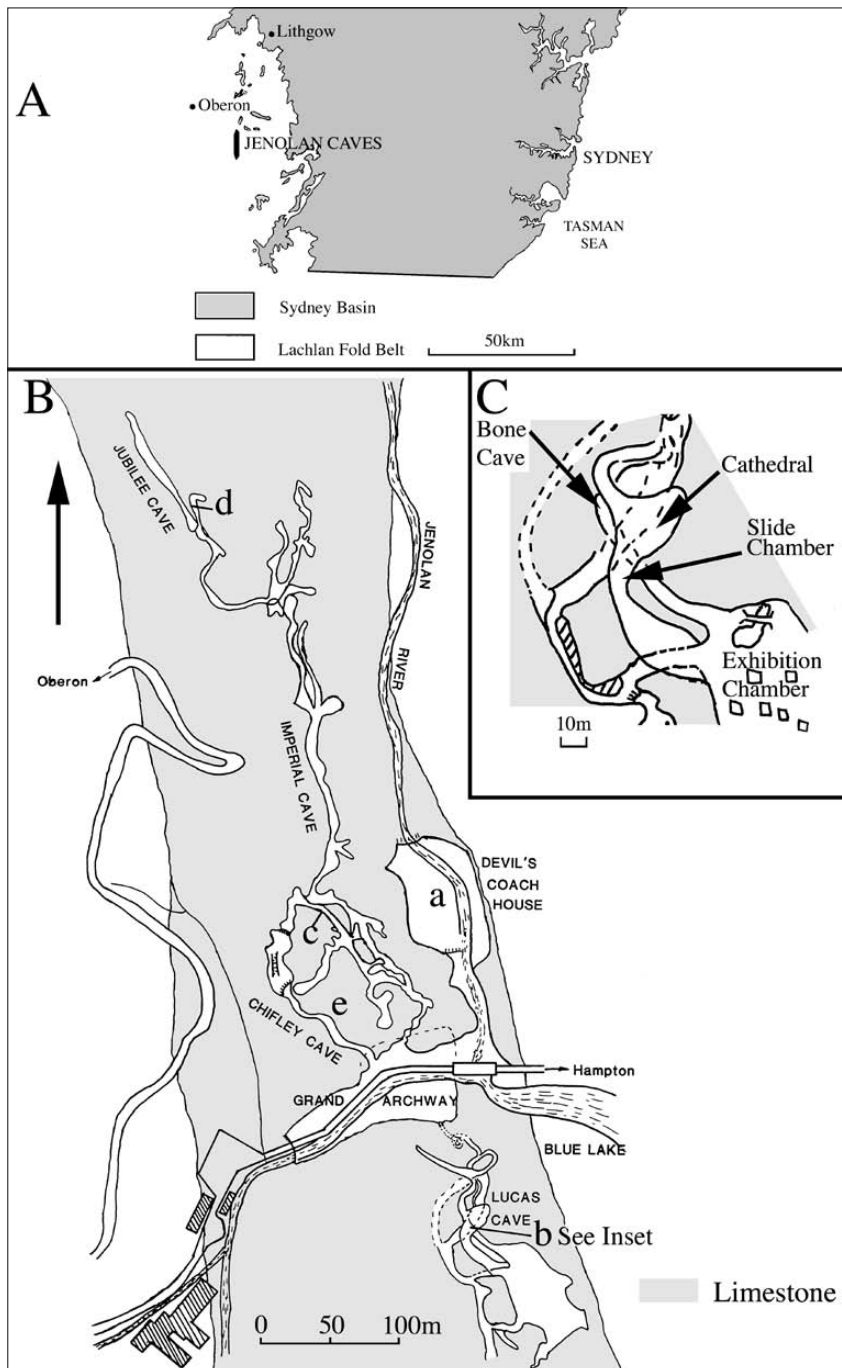 A
Lithgow
Oberon
JENOLAN CAVES
SYDNEY
TASMAN
SEA
Sydney Basin
Lachlan Fold Belt
50km
B
JUBILEE CAVE
d
JENOLAN
RIVER
Oberon
IMPERIAL CAVE
DEVIL'S
COACH
HOUSE
a
c
e
CHIFLEY CAVE
Hampton
GRAND
ARCHWAY
BLUE LAKE
LUCAS
CAVE
b See Inset
Limestone
0 50 100m
C
Bone
Cave
Cathedral
Slide
Chamber
Exhibition
Chamber
10m